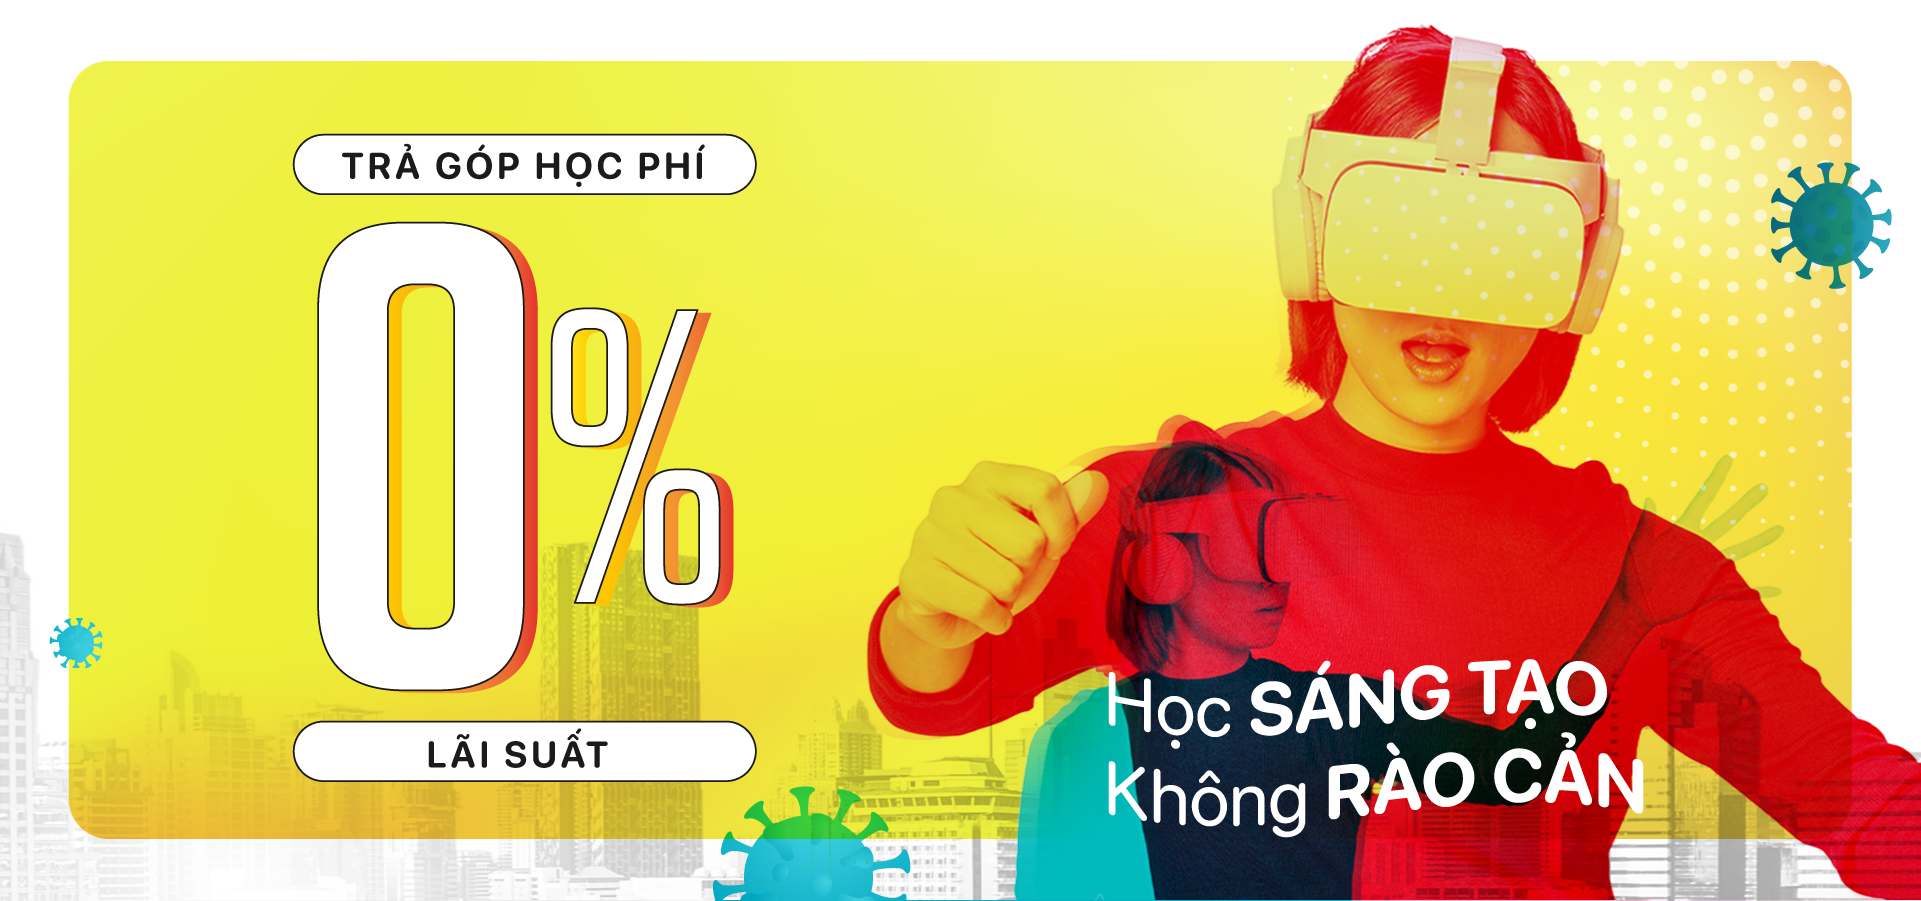 TRẢ GÓP HỌC PHÍ
0%
LÃI SUẤT
Học SÁNG TẠO
Không RÀO CẢN